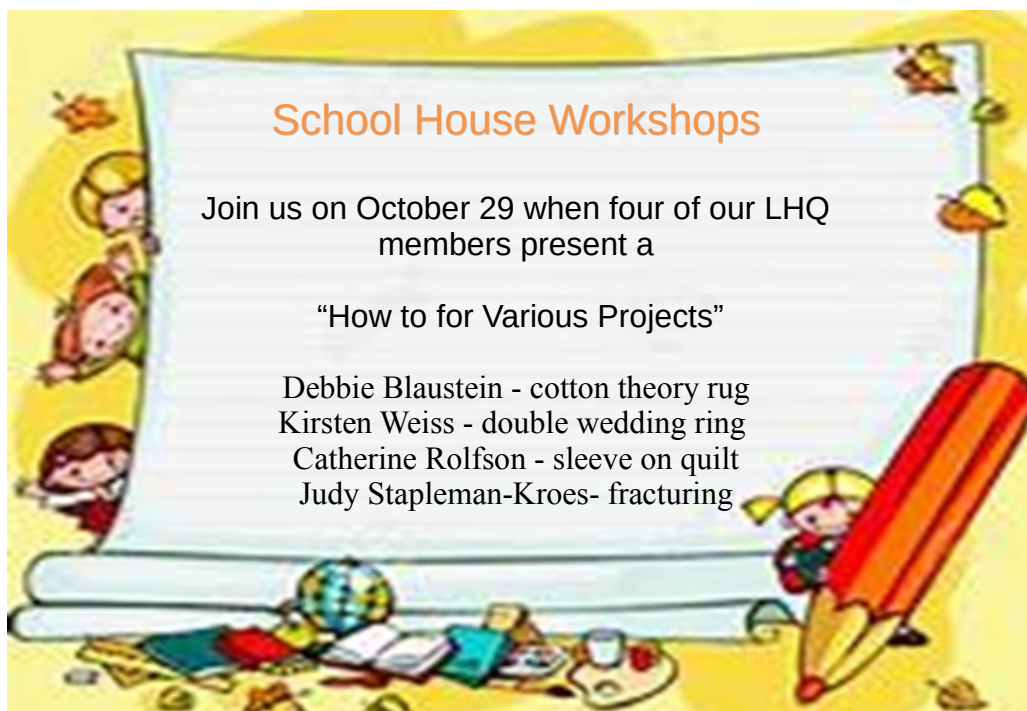 School House Workshops
Join us on October 29 when four of our LHQ
members present a
“How to for Various Projects”
Debbie Blaustein - cotton theory rug
Kirsten Weiss - double wedding ring
Catherine Rolfson - sleeve on quilt
Judy Stapleman-Kroes- fracturing